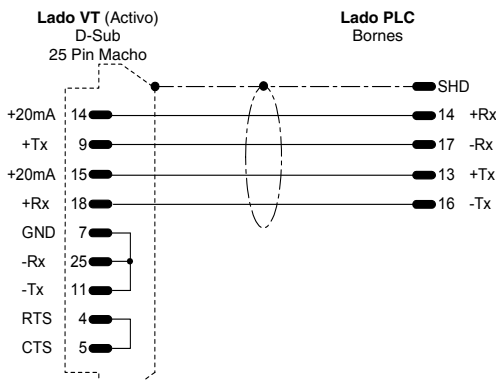 Lado VT (Activo)
D-Sub
25 Pin Macho
Lado PLC
Bornes
SHD
+20mA 14 14 +Rx
+Tx 9 17 -Rx
+20mA 15 13 +Tx
+Rx 18 16 -Tx
GND 7
-Rx 25
-Tx 11
RTS 4
CTS 5